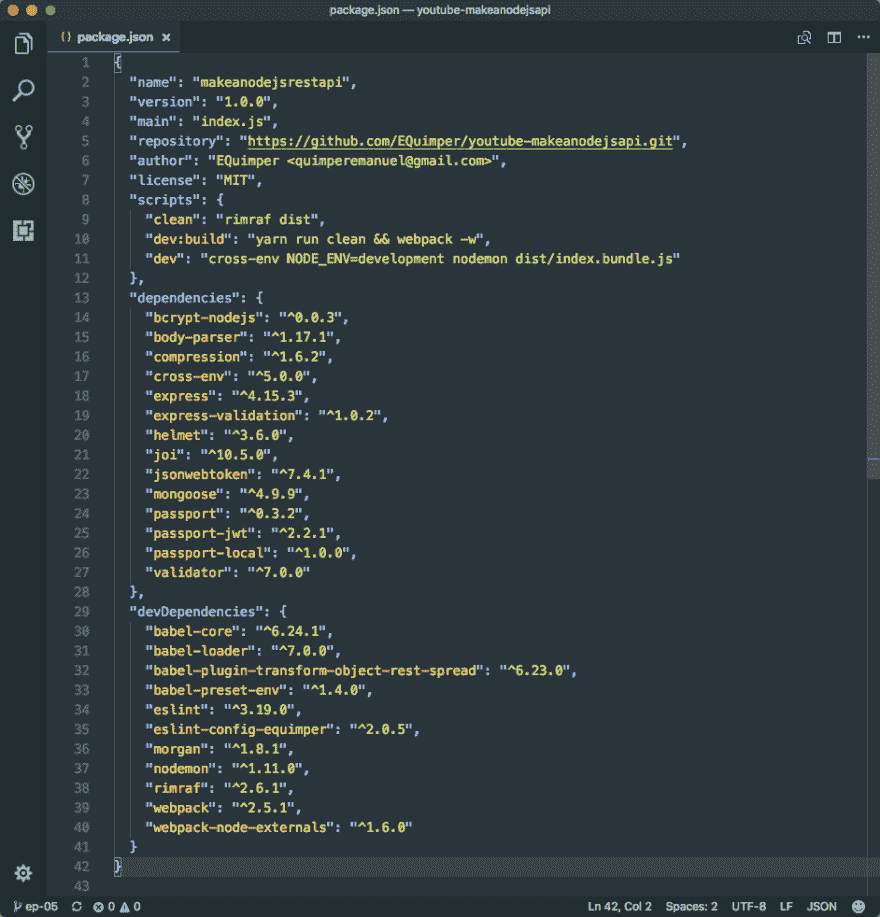 package.json — youtube-makeanodejsapi
{} package.json ×
1 {
2 "name": "makeanodejsrestapi",
3 "version": "1.0.0",
4 "main": "index.js",
5 "repository": "https://github.com/EQuimper/youtube-makeanodejsapi.git",
6 "author": "EQuimper <quimperemanuel@gmail.com>",
7 "license": "MIT",
8 "scripts": {
9 "clean": "rimraf dist",
10 "dev:build": "yarn run clean && webpack -w",
11 "dev": "cross-env NODE_ENV=development nodemon dist/index.bundle.js"
12 },
13 "dependencies": {
14 "bcrypt-nodejs": "^0.0.3",
15 "body-parser": "^1.17.1",
16 "compression": "^1.6.2",
17 "cross-env": "^5.0.0",
18 "express": "^4.15.3",
19 "express-validation": "^1.0.2",
20 "helmet": "^3.6.0",
21 "joi": "^10.5.0",
22 "jsonwebtoken": "^7.4.1",
23 "mongoose": "^4.9.9",
24 "passport": "^0.3.2",
25 "passport-jwt": "^2.2.1",
26 "passport-local": "^1.0.0",
27 "validator": "^7.0.0"
28 },
29 "devDependencies": {
30 "babel-core": "^6.24.1",
31 "babel-loader": "^7.0.0",
32 "babel-plugin-transform-object-rest-spread": "^6.23.0",
33 "babel-preset-env": "^1.4.0",
34 "eslint": "^3.19.0",
35 "eslint-config-equimper": "^2.0.5",
36 "morgan": "^1.8.1",
37 "nodemon": "^1.11.0",
38 "rimraf": "^2.6.1",
39 "webpack": "^2.5.1",
40 "webpack-node-externals": "^1.6.0"
41 }
42 }
43
ep-05 0 0 Ln 42, Col 2 Spaces: 2 UTF-8 LF JSON